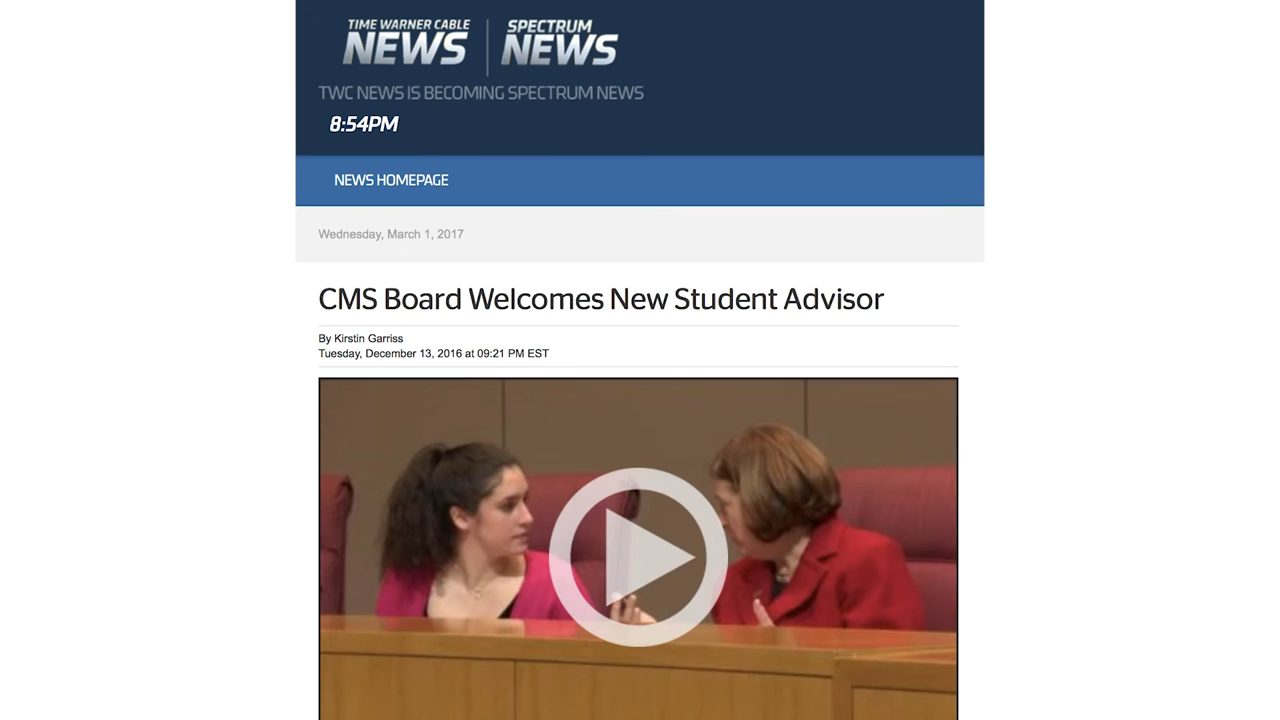 TIME WARNER CABLE
NEWS
SPECTRUM
NEWS
TWC NEWS IS BECOMING SPECTRUM NEWS
8:54PM
NEWS HOMEPAGE
Wednesday, March 1, 2017
CMS Board Welcomes New Student Advisor
By Kirstin Garriss
Tuesday, December 13, 2016 at 09:21 PM EST